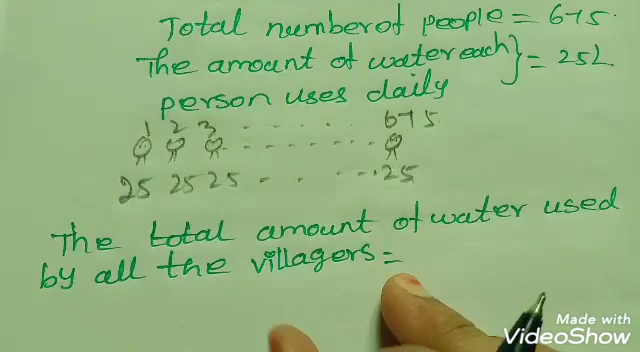 Total number of people = 675.
The amount of water each } = 25L
person uses daily
1 2 3 . . . . . . 675.
25 25 25 . . . . . . 25
The total amount of water used
by all the villagers =
Made with
VideoShow